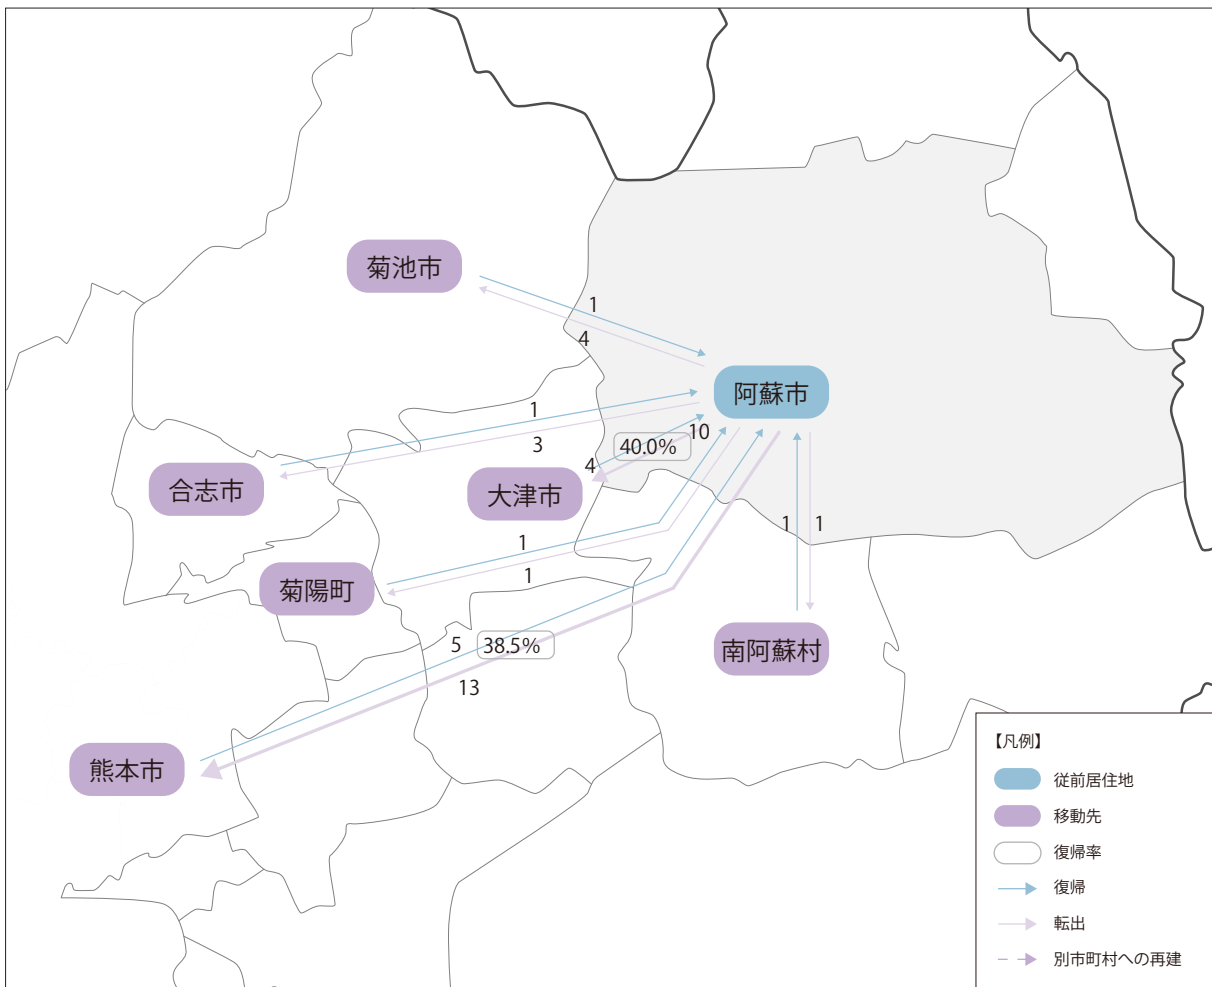 菊池市
1
4
阿蘇市
1
3
10
40.0%
4
合志市
大津市
1
1
1
1
菊陽町
5
38.5%
13
南阿蘇村
熊本市
【凡例】
従前居住地
移動先
復帰率
復帰
転出
別市町村への再建